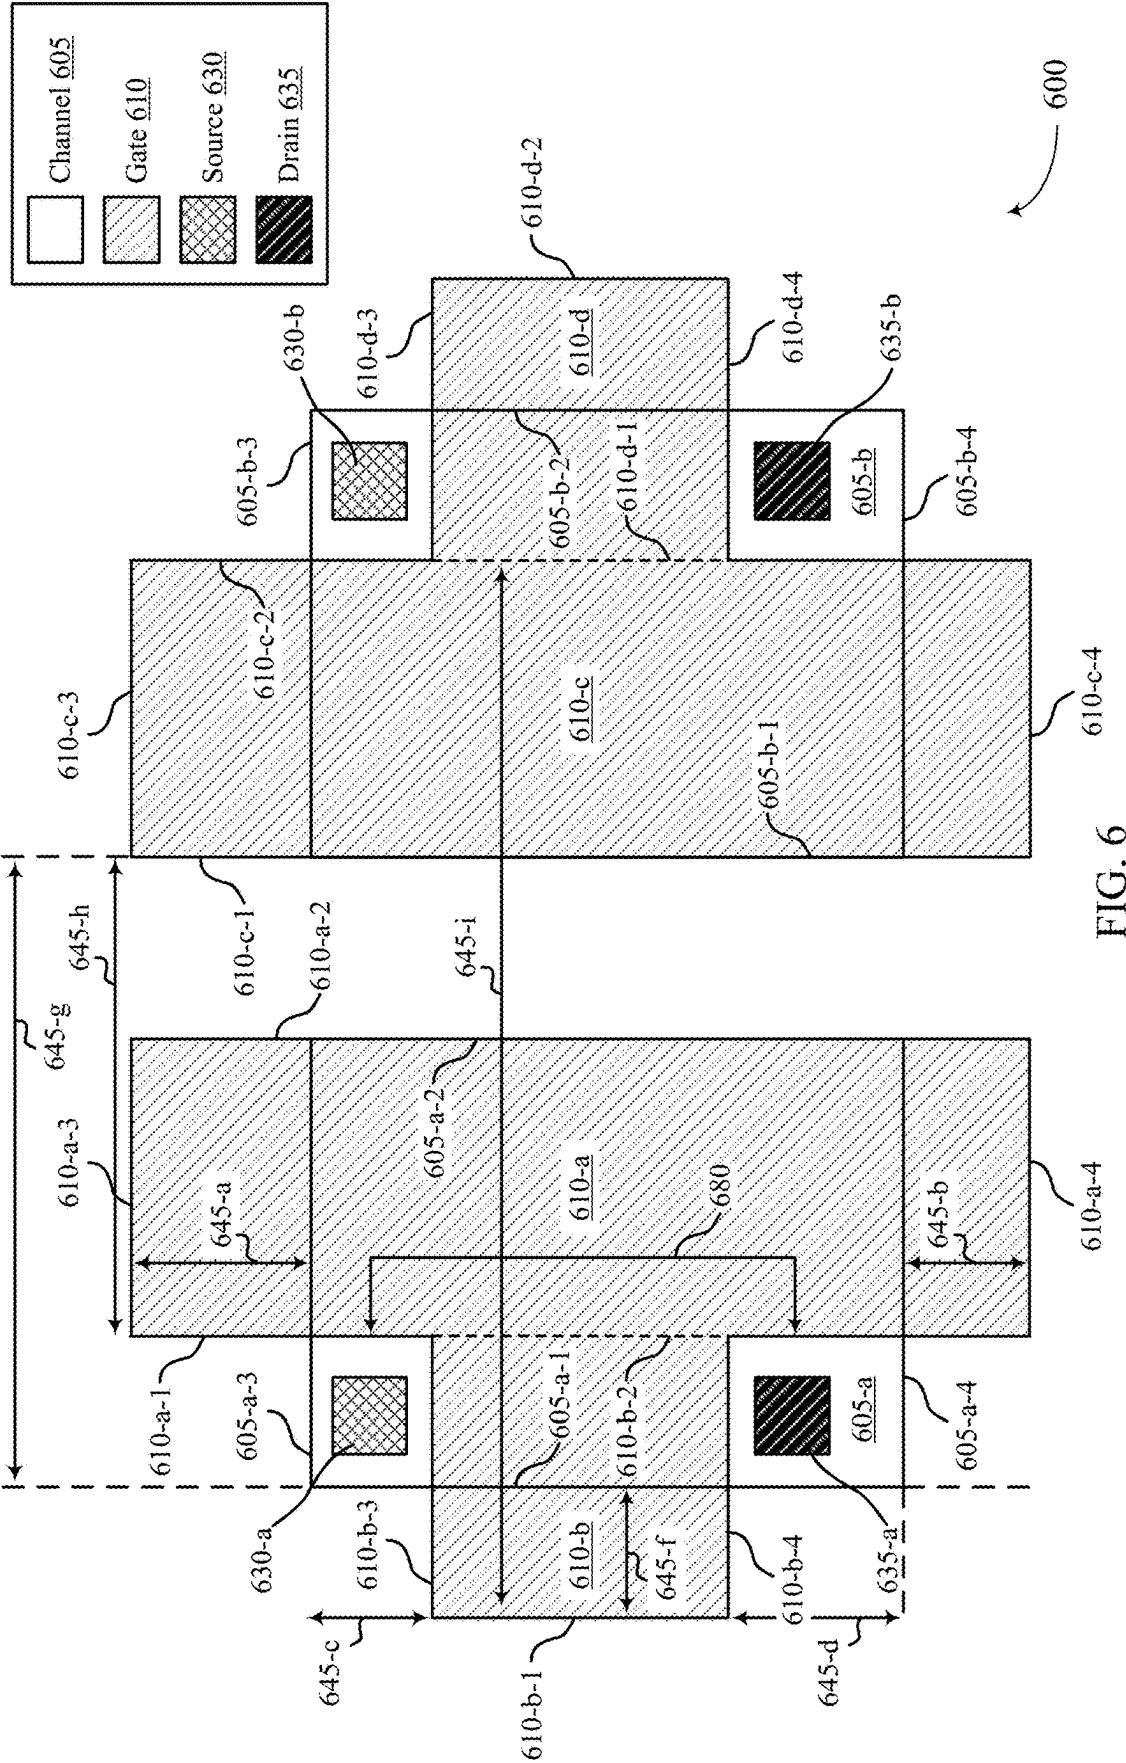 Channel 605
Gate 610
Source 630
Drain 635
600
645-g
645-h
645-i
610-a-3
610-c-3
610-a-1
645-a
610-a-2
610-c-1
610-c-2
605-a-3
605-b-3
630-a
630-b
610-b-3
610-d-3
645-c
605-a-2
610-b-1
610-b
605-a-1
610-a
610-c
605-b-2
610-d
610-d-2
610-b-2
645-f
680
610-d-1
605-b-1
610-b-4
610-d-4
645-d
635-a
605-a
605-b
635-b
605-a-4
645-b
605-b-4
610-a-4
610-c-4
FIG. 6